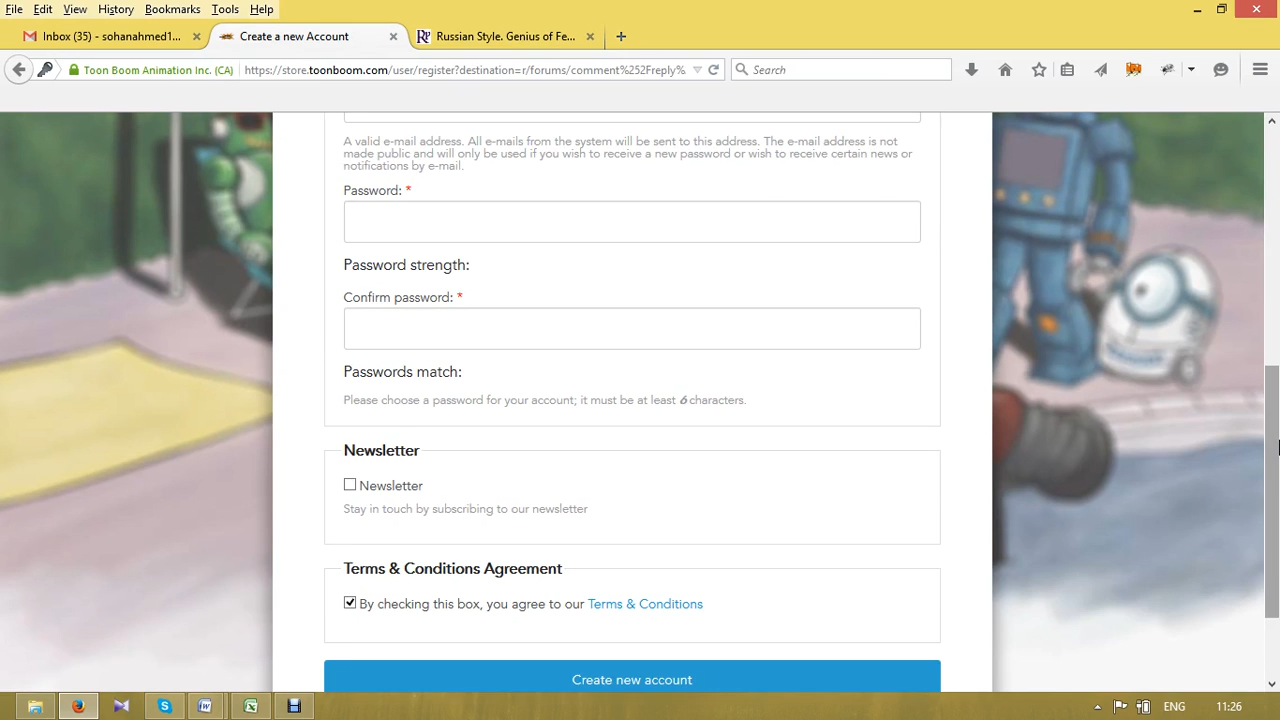 File Edit View History Bookmarks Tools Help
Inbox (35) - sohanahmed1... Create a new Account Russian Style. Genius of Fe...
Toon Boom Animation Inc. (CA) https://store.toonboom.com/user/register?destination=r/forums/comment%252Freply% Search
A valid e-mail address. All e-mails from the system will be sent to this address. The e-mail address is not
made public and will only be used if you wish to receive a new password or wish to receive certain news or
notifications by e-mail.
Password: *
Password strength:
Confirm password: *
Passwords match:
Please choose a password for your account; it must be at least 6 characters.
Newsletter
Newsletter
Stay in touch by subscribing to our newsletter
Terms & Conditions Agreement
By checking this box, you agree to our Terms & Conditions
Create new account
ENG 11:26